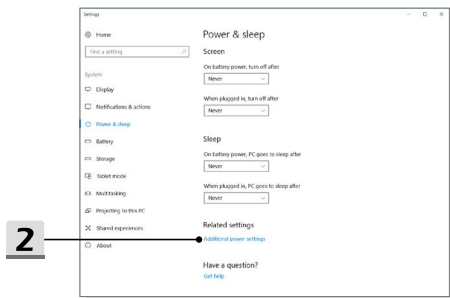 Settings
Home
Power & sleep
Find a setting
Screen
System
On battery power, turn off after
Never
Display
When plugged in, turn off after
Notifications & actions
Never
Power & sleep
Battery
Sleep
Storage
On battery power, PC goes to sleep after
Never
Tablet mode
Multitasking
When plugged in, PC goes to sleep after
Never
Projecting to this PC
Shared experiences
Related settings
2
Additional power settings
About
Have a question?
Get help